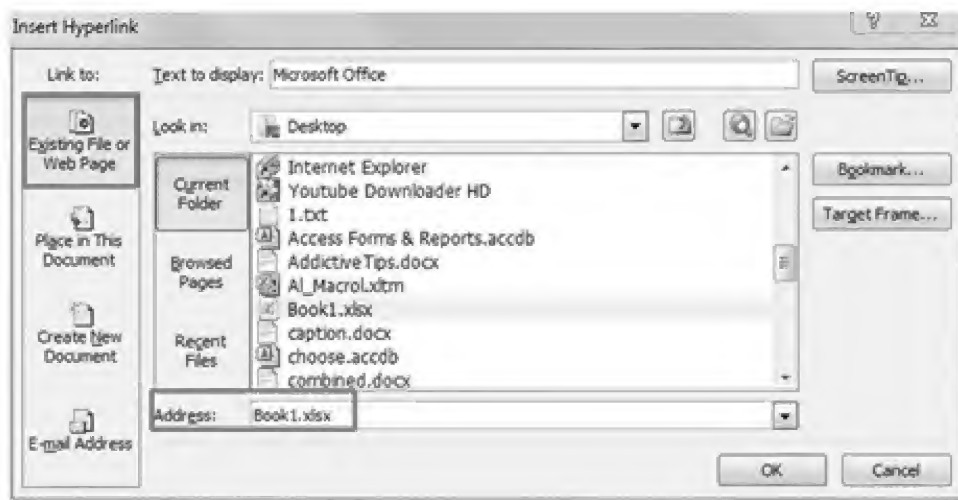 Insert Hyperlink
Link to:
Text to display: Microsoft Office
ScreenTip...
Existing File or
Web Page
Look in:
Desktop
Current
Folder
Internet Explorer
Youtube Downloader HD
1.txt
Access Forms & Reports.accdb
AddictiveTips.docx
Al_Macrol.xltm
Book1.xlsx
caption.docx
choose.accdb
combined.docx
Bookmark...
Target Frame...
Place in This
Document
Browsed
Pages
Create New
Document
Recent
Files
E-mail Address
Address: Book1.xlsx
OK
Cancel